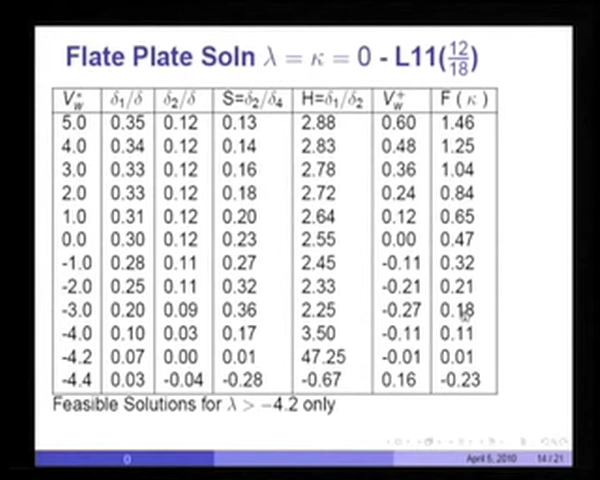 Flate Plate Soln λ = κ = 0 - L11(12/18)
V*w δ1/δ δ2/δ S=δ2/δ4 H=δ1/δ2 V+w F ( κ )
5.0 0.35 0.12 0.13 2.88 0.60 1.46
4.0 0.34 0.12 0.14 2.83 0.48 1.25
3.0 0.33 0.12 0.16 2.78 0.36 1.04
2.0 0.33 0.12 0.18 2.72 0.24 0.84
1.0 0.31 0.12 0.20 2.64 0.12 0.65
0.0 0.30 0.12 0.23 2.55 0.00 0.47
-1.0 0.28 0.11 0.27 2.45 -0.11 0.32
-2.0 0.25 0.11 0.32 2.33 -0.21 0.21
-3.0 0.20 0.09 0.36 2.25 -0.27 0.18
-4.0 0.10 0.03 0.17 3.50 -0.11 0.11
-4.2 0.07 0.00 0.01 47.25 -0.01 0.01
-4.4 0.03 -0.04 -0.28 -0.67 0.16 -0.23
Feasible Solutions for λ > −4.2 only
() April 5, 2010 14 / 21